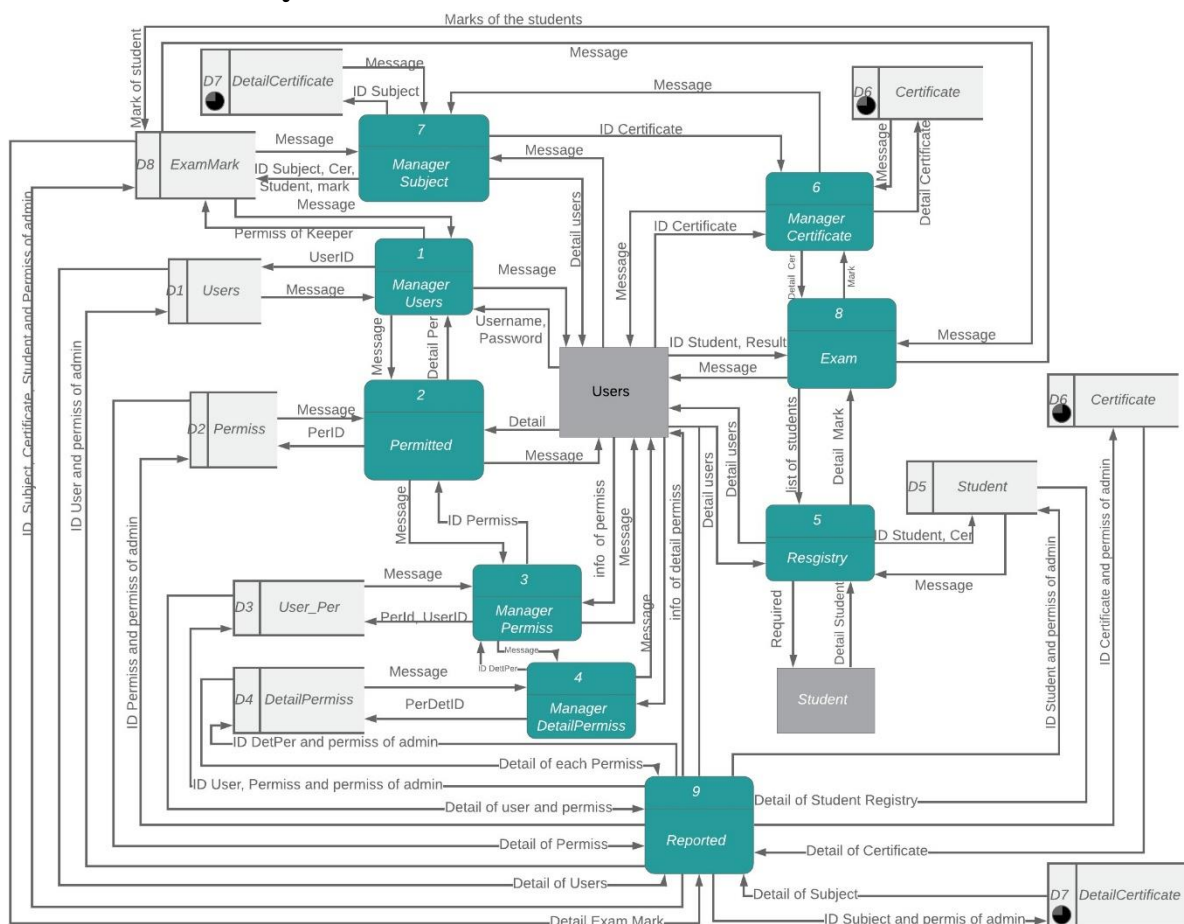 Marks of the students
Message
Mark of student
D7
DetailCertificate
Message
ID Subject
Message
D6
Certificate
7
Manager
Subject
ID Certificate
Message
Message
Detail Certificate
D8
ExamMark
Message
ID Subject, Cer,
Student, mark
Message
Permiss of Keeper
Detail users
6
Manager
Certificate
ID Certificate
Message
Detail Cer
Mark
1
Manager
Users
UserID
Message
D1
Users
Message
Username,
Password
Message
Detail Per
8
Exam
Message
ID Student, Result
Message
Users
2
Permitted
D2
Permiss
Message
PerID
Detail
Message
D6
Certificate
list of students
Detail Mark
Detail users
Detail users
Detail users
D5
Student
5
Resgistry
ID Student, Cer
Message
Message
ID Permiss
info of permiss
Message
Message
info of detail permiss
D3
User_Per
Message
PerId, UserID
3
Manager
Permiss
Message
ID DetPer
4
Manager
DetailPermiss
D4
DetailPermiss
Message
PerDetID
Required
Detail Student
Student
ID Subject, Certificate, Student and Permiss of admin
ID User and permiss of admin
ID Permiss and permiss of admin
ID Student and permiss of admin
ID Certificate and permiss of admin
ID DetPer and permiss of admin
Detail of each Permiss
ID User, Permiss and permiss of admin
Detail of user and permiss
Detail of Permiss
Detail of Users
Detail Exam Mark
9
Reported
Detail of Student Registry
Detail of Certificate
Detail of Subject
ID Subject and permis of admin
D7
DetailCertificate